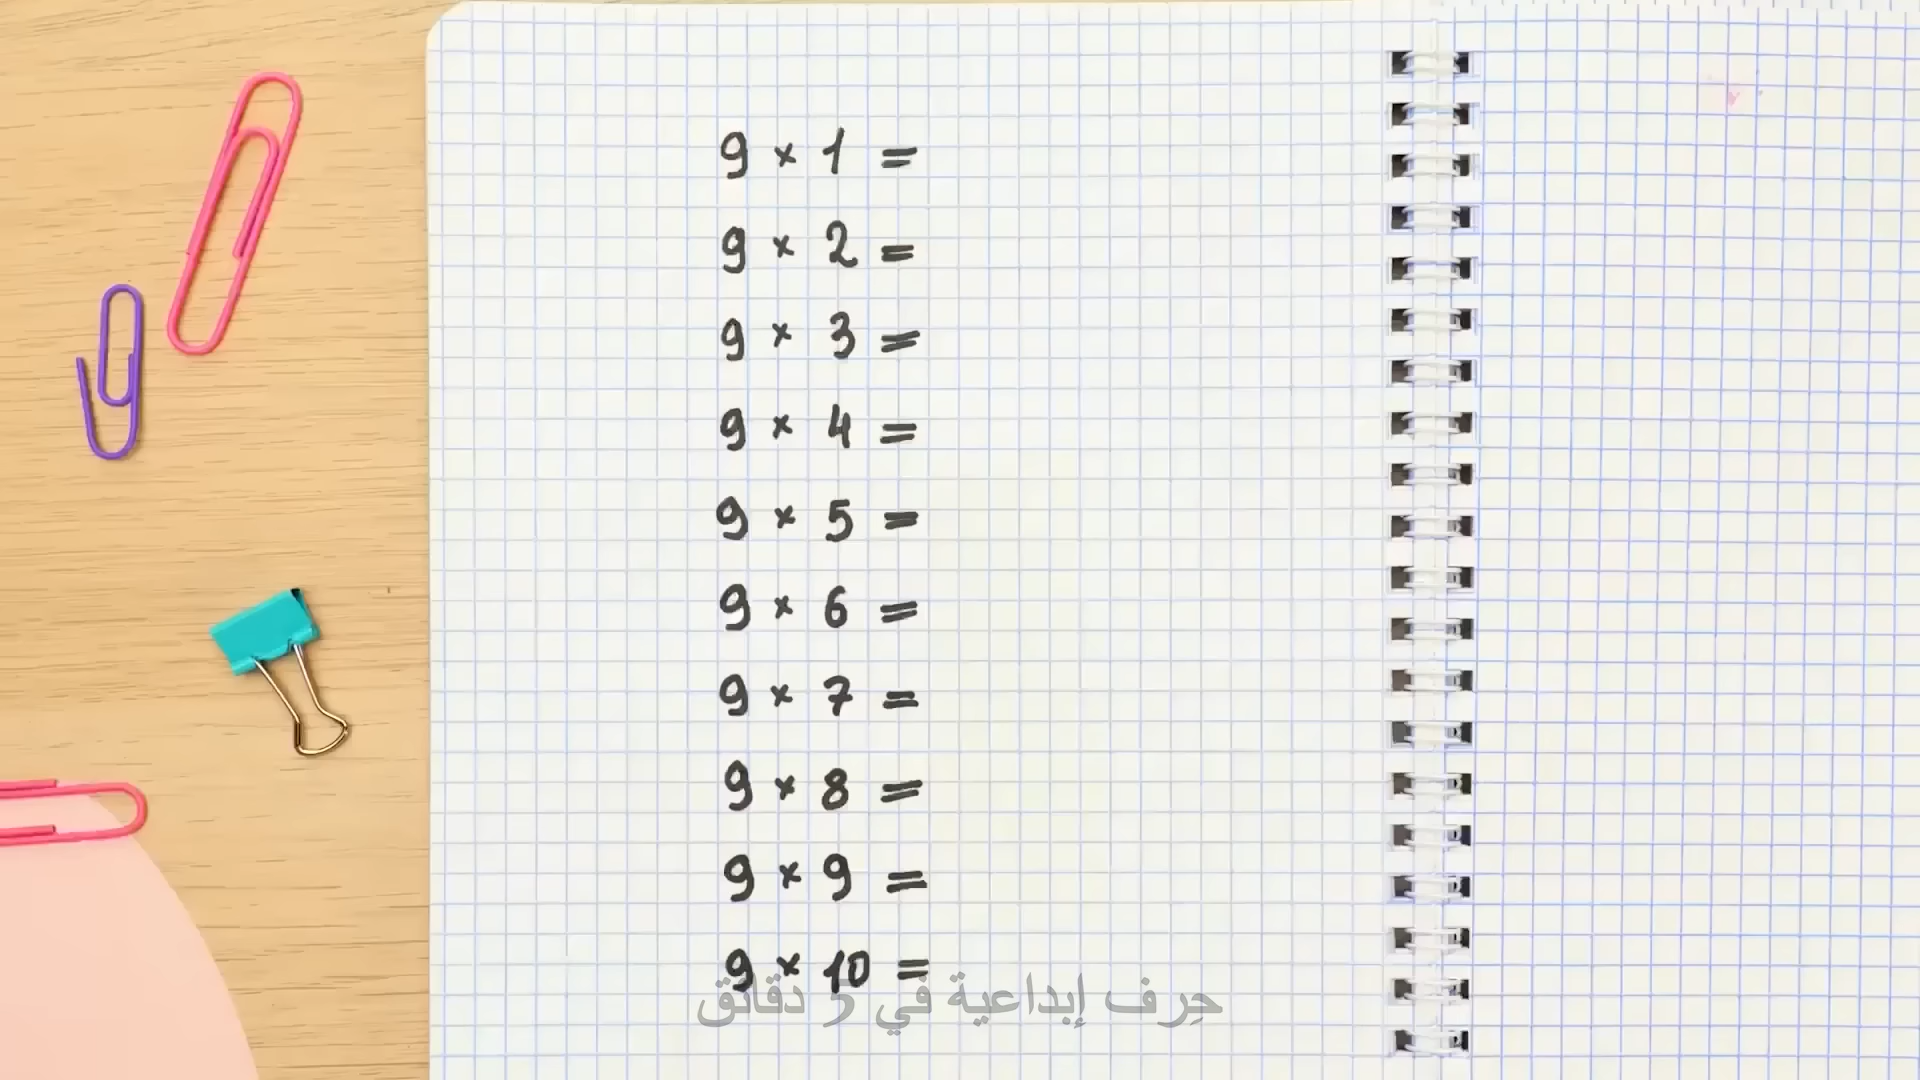 9 × 1 =
9 × 2 =
9 × 3 =
9 × 4 =
9 × 5 =
9 × 6 =
9 × 7 =
9 × 8 =
9 × 9 =
9 × 10 =
حِرف إبداعية في 5 دقائق